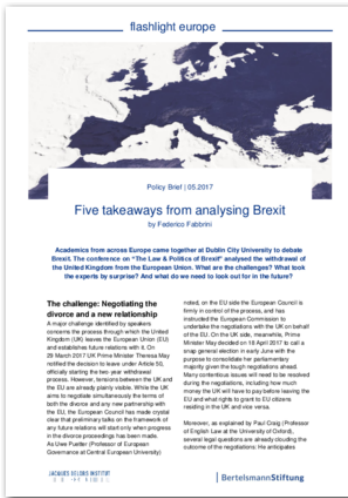 flashlight europe
Policy Brief | 05.2017
Five takeaways from analysing Brexit
by Federico Fabbrini
Academics from across Europe came together at Dublin City University to debate
Brexit. The conference on “The Law & Politics of Brexit” analysed the withdrawal of
the United Kingdom from the European Union. What are the challenges? What took
the experts by surprise? And what do we need to look out for in the future?
The challenge: Negotiating the
divorce and a new relationship
A major challenge identified by speakers
concerns the process through which the United
Kingdom (UK) leaves the European Union (EU)
and establishes future relations with it. On
29 March 2017 UK Prime Minister Theresa May
notified the decision to leave under Article 50,
officially starting the two-year withdrawal
process. However, tensions between the UK and
the EU are already plainly visible. While the UK
aims to negotiate simultaneously the terms of
both the divorce and any new partnership with
the EU, the European Council has made crystal
clear that preliminary talks on the framework of
any future relations will start only when progress
in the divorce proceedings has been made.
As Uwe Puetter (Professor of European
Governance at Central European University)
noted, on the EU side the European Council is
firmly in control of the process, and has
instructed the European Commission to
undertake the negotiations with the UK on behalf
of the EU. On the UK side, meanwhile, Prime
Minister May decided on 18 April 2017 to call a
snap general election in early June with the
purpose to consolidate her parliamentary
majority given the tough negotiations ahead.
Many contentious issues will need to be resolved
during the negotiations, including how much
money the UK will have to pay before leaving the
EU and what rights to grant to EU citizens
residing in the UK and vice versa.
Moreover, as explained by Paul Craig (Professor
of English Law at the University of Oxford),
several legal questions are already clouding the
outcome of the negotiations: He anticipates
JACQUES DELORS INSTITUT
BertelsmannStiftung